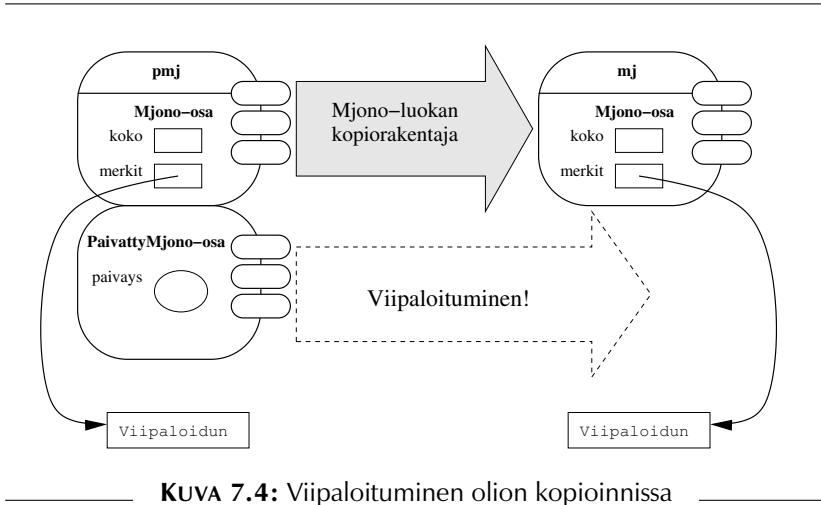 pmj
Mjono–osa
koko
merkit
PaivattyMjono–osa
paivays
Mjono–luokan
kopiorakentaja
Viipaloituminen!
mj
Mjono–osa
koko
merkit
Viipaloidun
Viipaloidun
KUVA 7.4: Viipaloituminen olion kopioinnissa